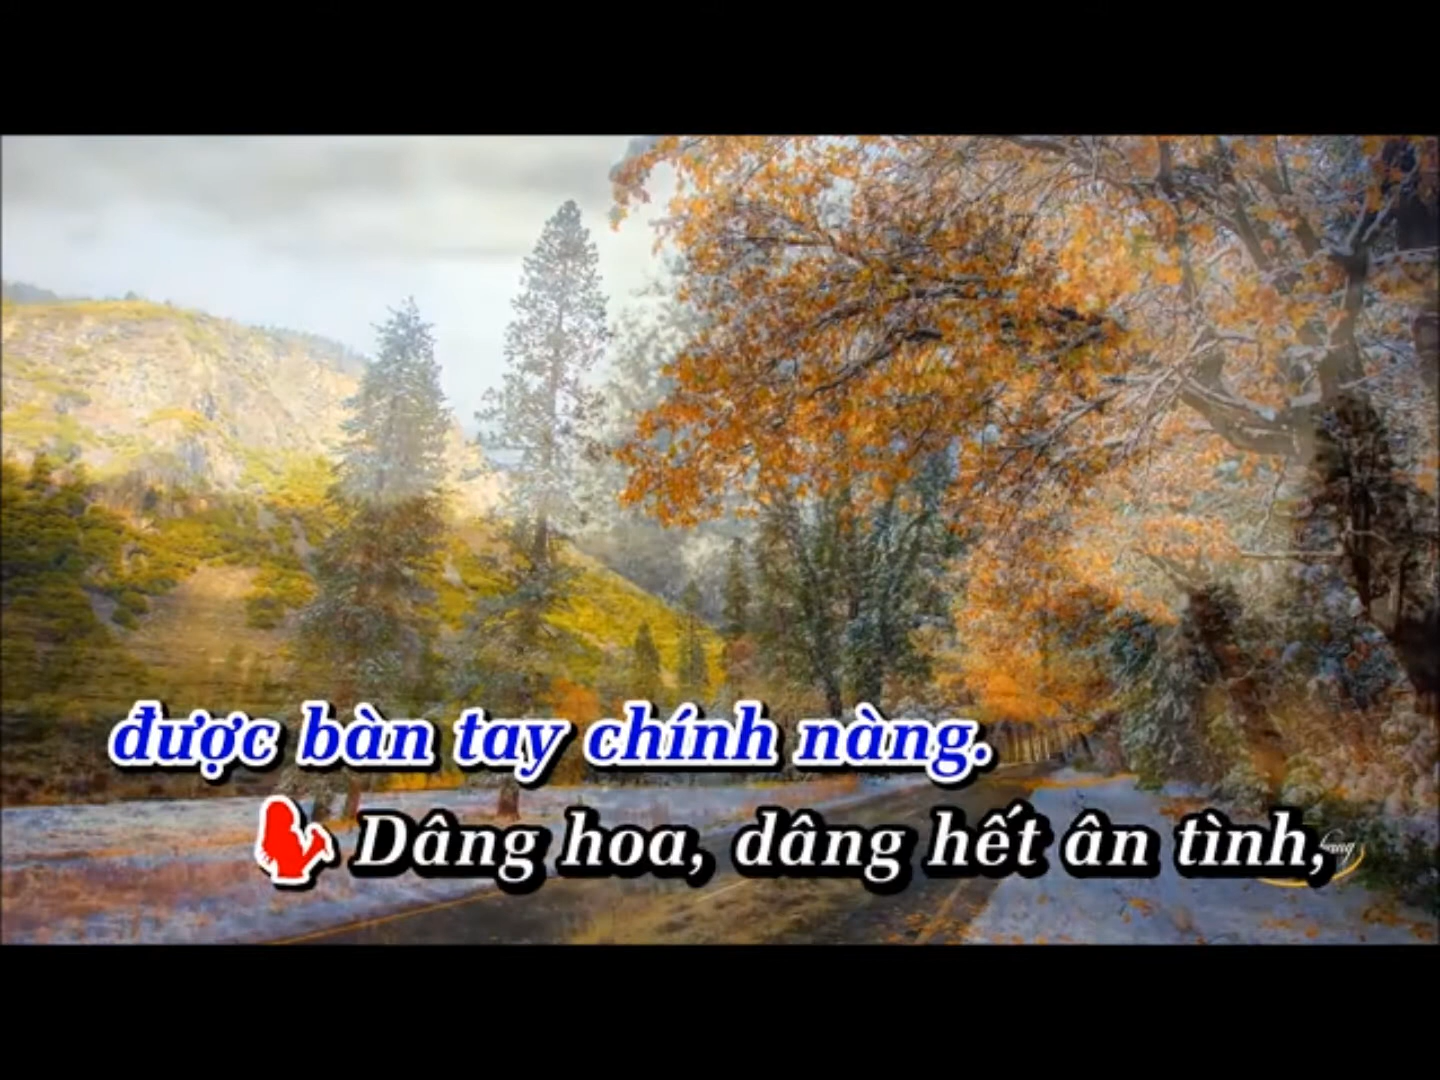 được bàn tay chính nàng.
Dâng hoa, dâng hết ân tình,